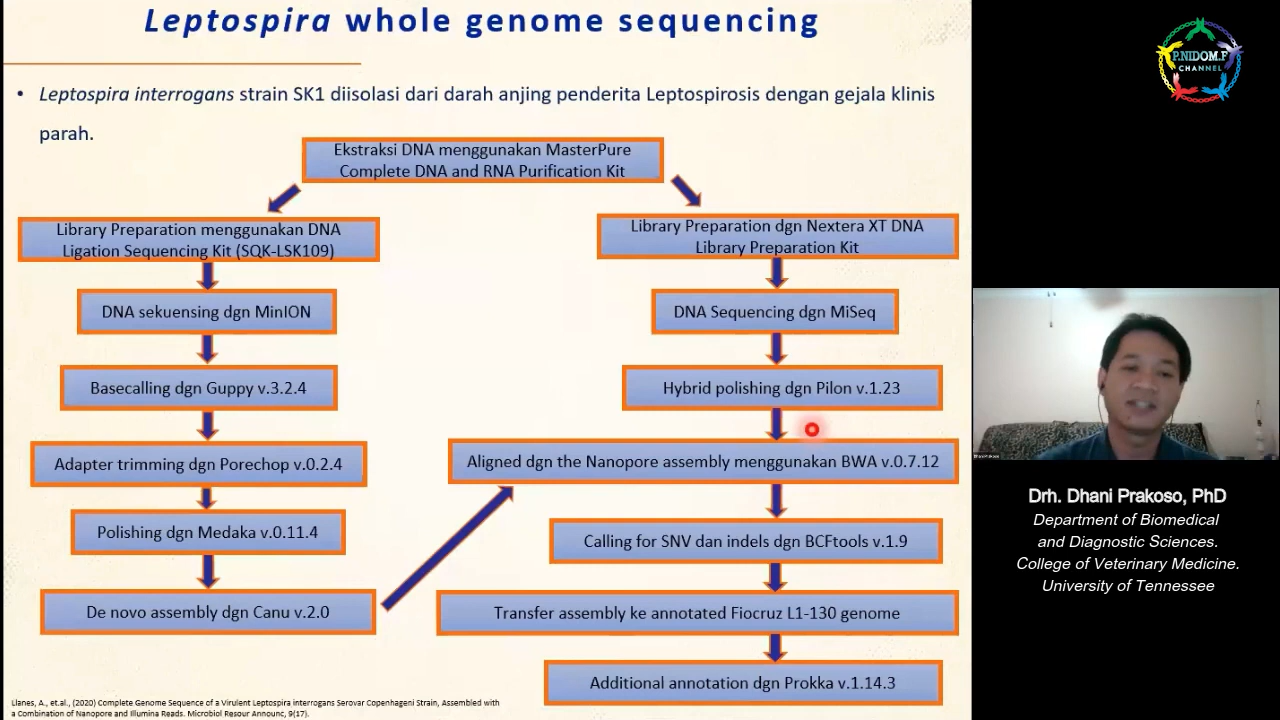 Leptospira whole genome sequencing
• Leptospira interrogans strain SK1 diisolasi dari darah anjing penderita Leptospirosis dengan gejala klinis
parah.
Ekstraksi DNA menggunakan MasterPure
Complete DNA and RNA Purification Kit
Library Preparation menggunakan DNA
Ligation Sequencing Kit (SQK-LSK109)
DNA sekuensing dgn MinION
Basecalling dgn Guppy v.3.2.4
Adapter trimming dgn Porechop v.0.2.4
Polishing dgn Medaka v.0.11.4
De novo assembly dgn Canu v.2.0
Library Preparation dgn Nextera XT DNA
Library Preparation Kit
DNA Sequencing dgn MiSeq
Hybrid polishing dgn Pilon v.1.23
Aligned dgn the Nanopore assembly menggunakan BWA v.0.7.12
Calling for SNV dan indels dgn BCFtools v.1.9
Transfer assembly ke annotated Fiocruz L1-130 genome
Additional annotation dgn Prokka v.1.14.3
Llanes, A., et.al., (2020) Complete Genome Sequence of a Virulent Leptospira interrogans Serovar Copenhageni Strain, Assembled with
a Combination of Nanopore and Illumina Reads. Microbiol Resour Announc, 9(17).
P.NIDOM.F
CHANNEL
Drh. Dhani Prakoso, PhD
Department of Biomedical
and Diagnostic Sciences.
College of Veterinary Medicine.
University of Tennessee